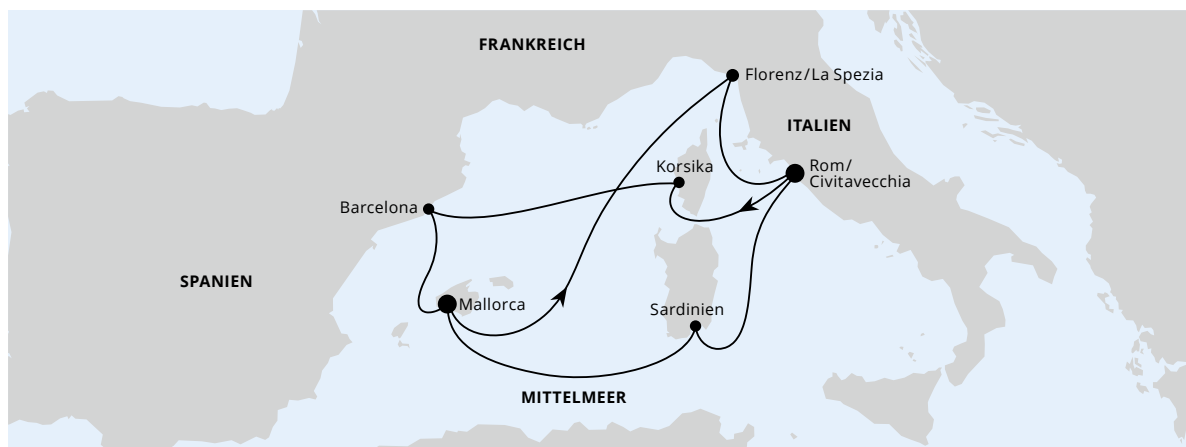 FRANKREICH
Florenz/La Spezia
ITALIEN
Korsika
Rom/
Civitavecchia
Barcelona
SPANIEN
Mallorca
Sardinien
MITTELMEER